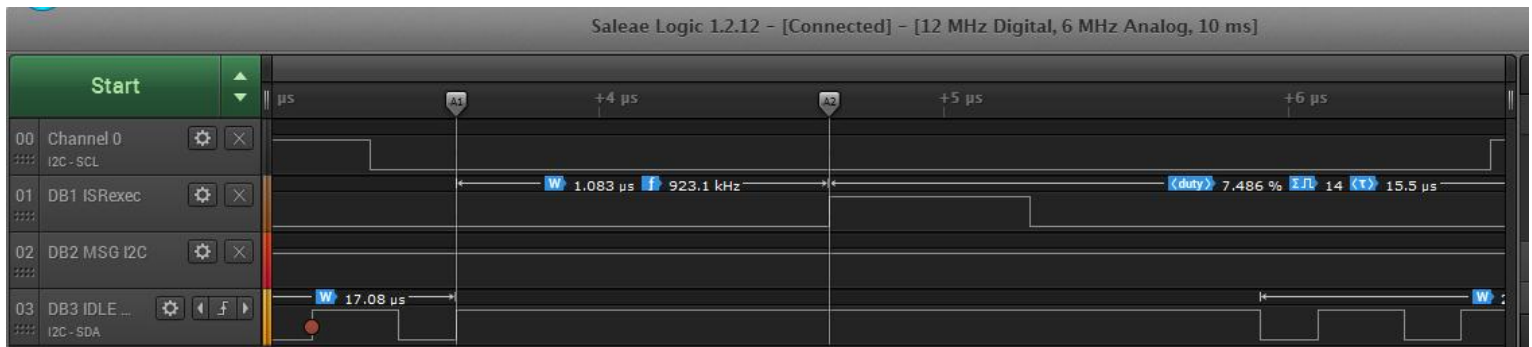 Saleae Logic 1.2.12 - [Connected] - [12 MHz Digital, 6 MHz Analog, 10 ms]
Start
µs A1 +4 µs A2 +5 µs +6 µs
00 Channel 0
I2C - SCL
W 1.083 µs f 923.1 kHz ⟨duty⟩ 7.486 % Σ 14 ⟨τ⟩ 15.5 µs
01 DB1 ISRexec
02 DB2 MSG I2C
W 17.08 µs W
03 DB3 IDLE ...
I2C - SDA